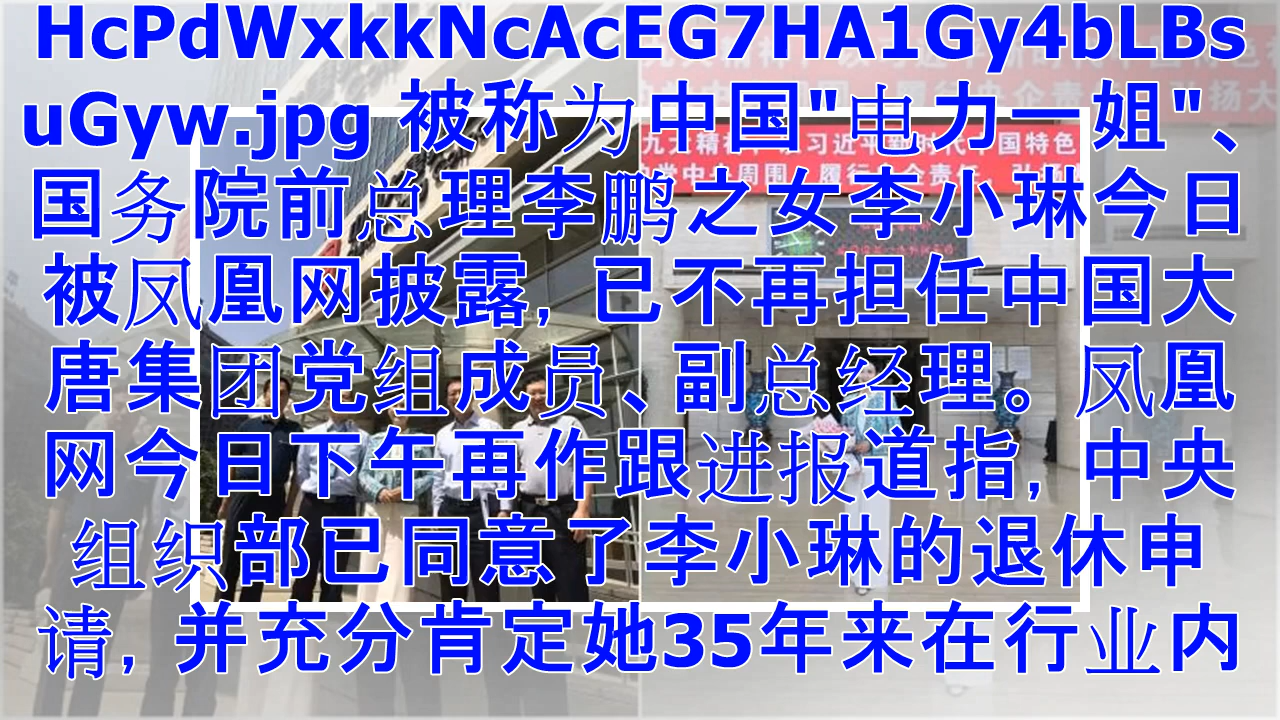 HcPdWxkkNcAcEG7HA1Gy4bLBs
uGyw.jpg 被称为中国"电力一姐"、
国务院前总理李鹏之女李小琳今日
被凤凰网披露, 已不再担任中国大
唐集团党组成员、副总经理。凤凰
网今日下午再作跟进报道指, 中央
组织部已同意了李小琳的退休申
请, 并充分肯定她35年来在行业内